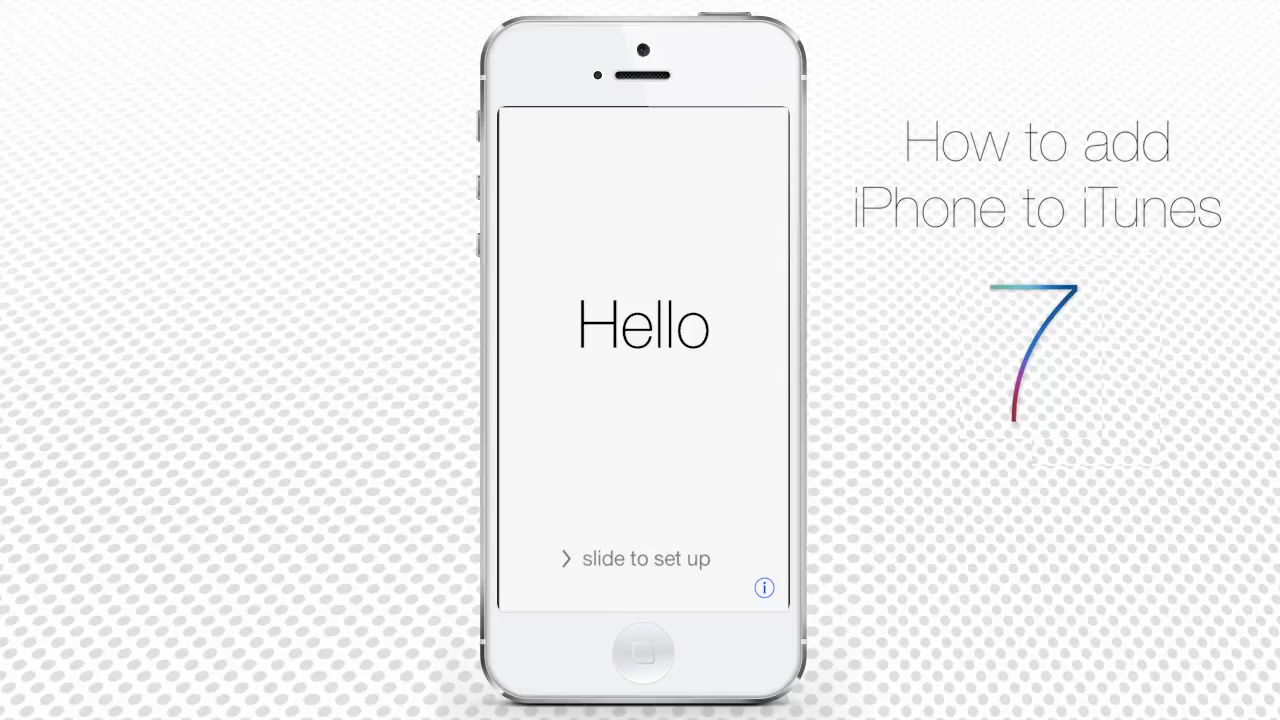 How to add
iPhone to iTunes
7
Hello
> slide to set up
i